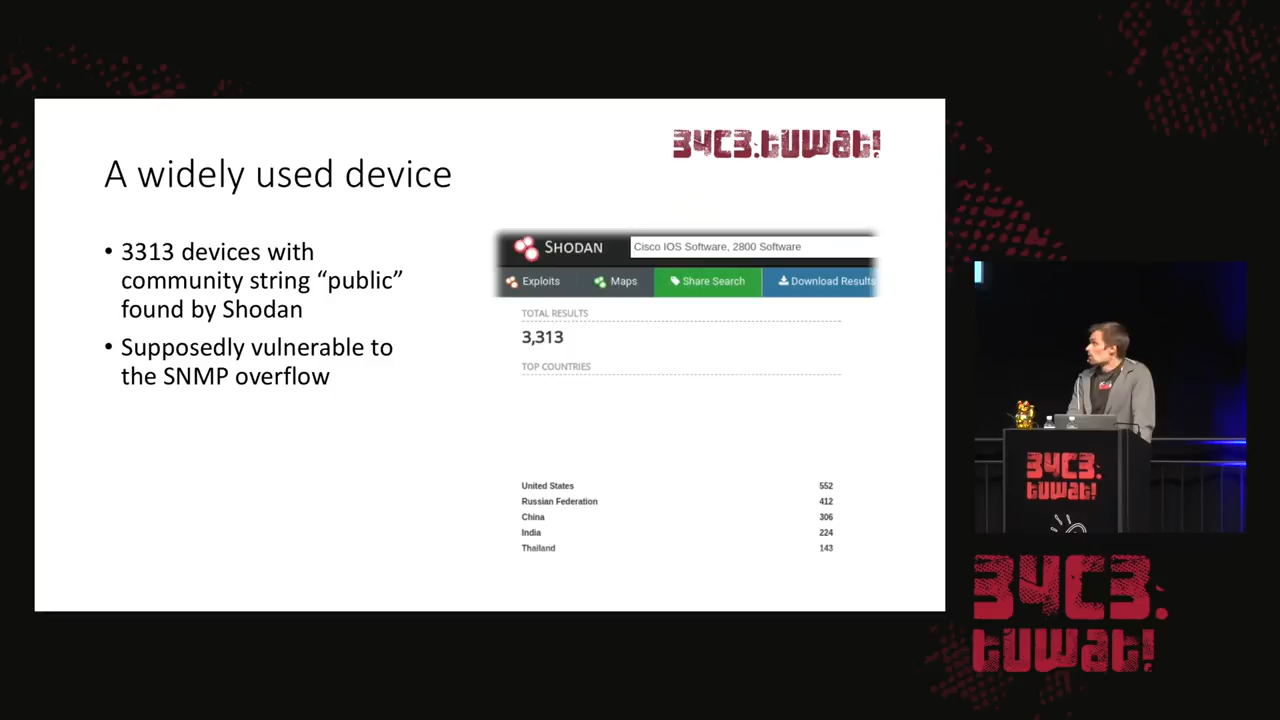 34C3.tuwat!
A widely used device
• 3313 devices with
community string “public”
found by Shodan
• Supposedly vulnerable to
the SNMP overflow
SHODAN
Cisco IOS Software, 2800 Software
Exploits
Maps
Share Search
Download Results
TOTAL RESULTS
3,313
TOP COUNTRIES
United States 552
Russian Federation 412
China 306
India 224
Thailand 143
34C3.
tuwat!
34C3.
tuwat!